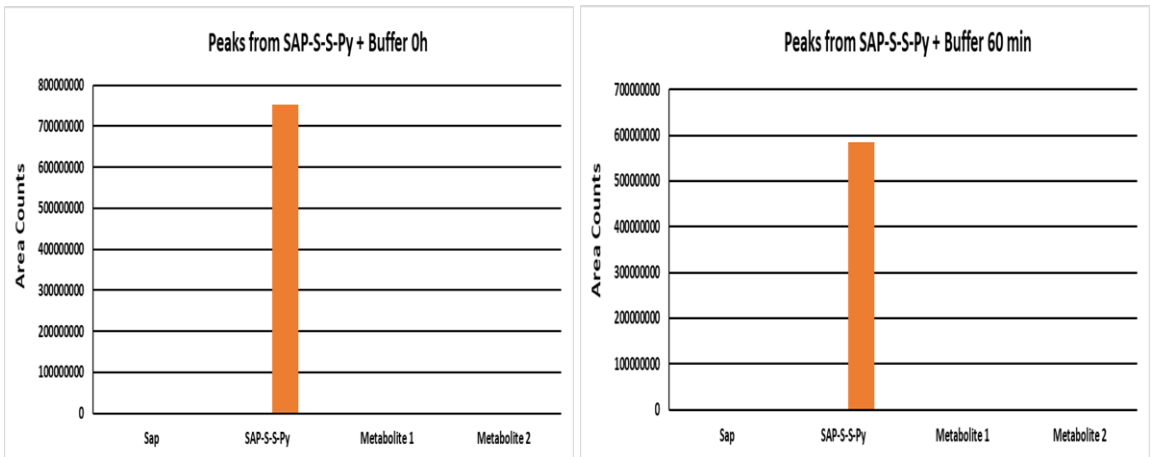 Peaks from SAP-S-S-Py + Buffer 0h
Area Counts
800000000
700000000
600000000
500000000
400000000
300000000
200000000
100000000
0
Sap SAP-S-S-Py Metabolite 1 Metabolite 2
Peaks from SAP-S-S-Py + Buffer 60 min
Area Counts
700000000
600000000
500000000
400000000
300000000
200000000
100000000
0
Sap SAP-S-S-Py Metabolite 1 Metabolite 2